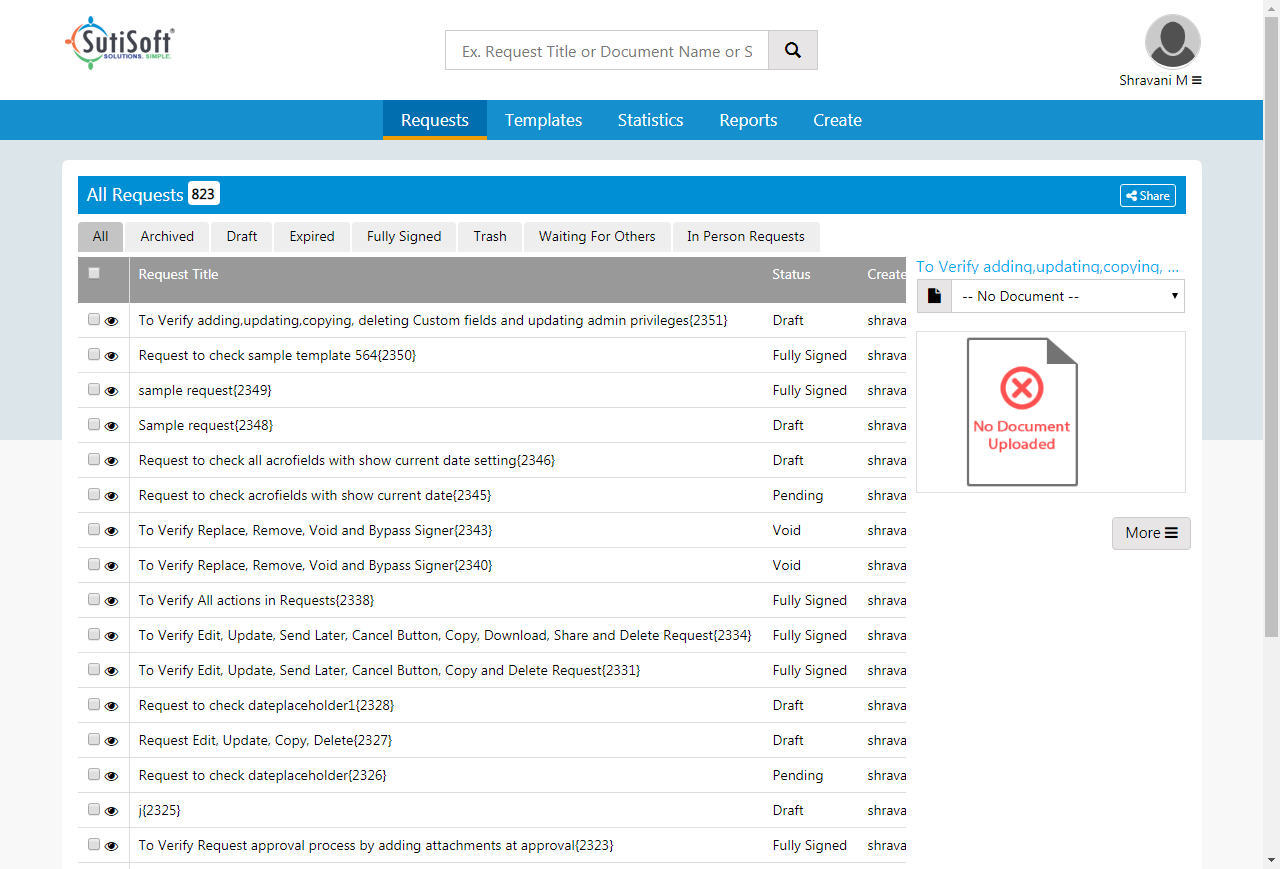 SutiSoft®
SOLUTIONS. SIMPLE.
Ex. Request Title or Document Name or S
Shravani M
Requests Templates Statistics Reports Create
All Requests 823
Share
All Archived Draft Expired Fully Signed Trash Waiting For Others In Person Requests
Request Title Status Create
To Verify adding,updating,copying, deleting Custom fields and updating admin privileges{2351} Draft shrava
Request to check sample template 564{2350} Fully Signed shrava
sample request{2349} Fully Signed shrava
Sample request{2348} Draft shrava
Request to check all acrofields with show current date setting{2346} Draft shrava
Request to check acrofields with show current date{2345} Pending shrava
To Verify Replace, Remove, Void and Bypass Signer{2343} Void shrava
To Verify Replace, Remove, Void and Bypass Signer{2340} Void shrava
To Verify All actions in Requests{2338} Fully Signed shrava
To Verify Edit, Update, Send Later, Cancel Button, Copy, Download, Share and Delete Request{2334} Fully Signed shrava
To Verify Edit, Update, Send Later, Cancel Button, Copy and Delete Request{2331} Fully Signed shrava
Request to check dateplaceholder1{2328} Draft shrava
Request Edit, Update, Copy, Delete{2327} Draft shrava
Request to check dateplaceholder{2326} Pending shrava
j{2325} Draft shrava
To Verify Request approval process by adding attachments at approval{2323} Fully Signed shrava
To Verify adding,updating,copying, ...
-- No Document --
No Document
Uploaded
More